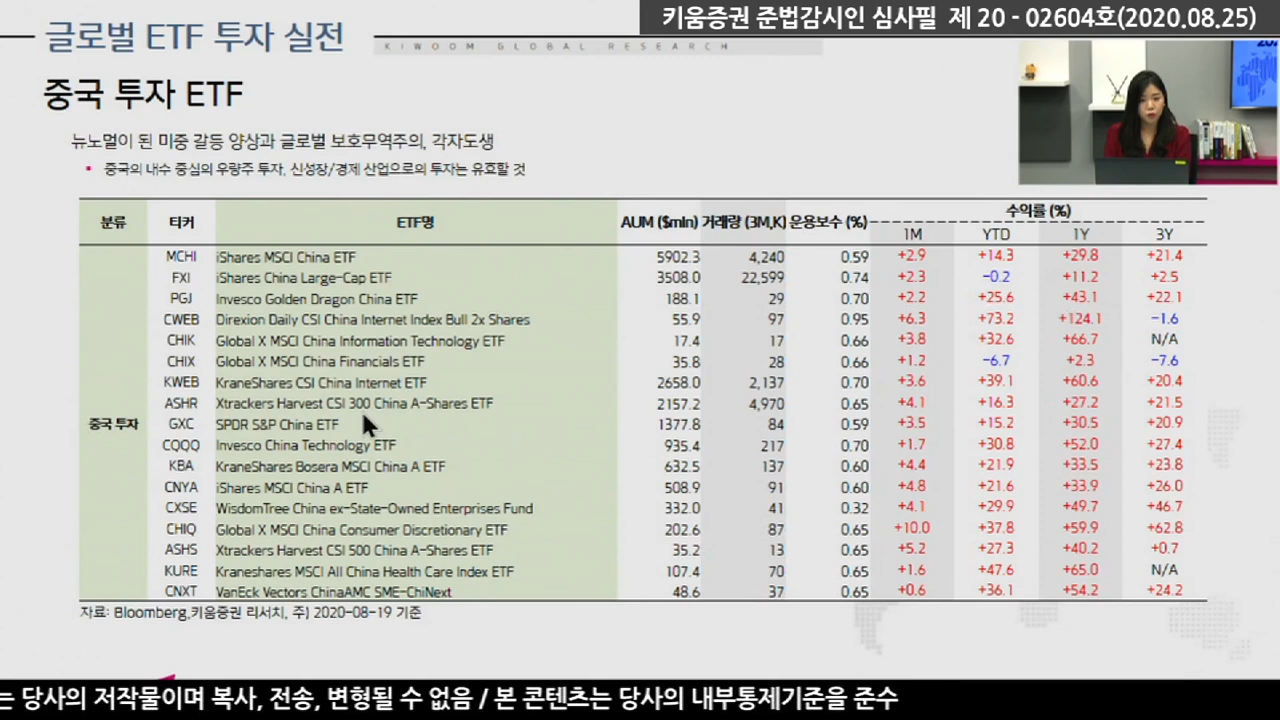 키움증권 준법감시인 심사필 제 20 - 02604호(2020.08.25)
글로벌 ETF 투자 실전
KIWOOM GLOBAL RESEARCH
중국 투자 ETF
뉴노멀이 된 미중 갈등 양상과 글로벌 보호무역주의, 각자도생
▪ 중국의 내수 중심의 우량주 투자, 신성장/경제 산업으로의 투자는 유효할 것
분류 티커 ETF명 AUM ($mln) 거래량 (3M,K) 운용보수 (%) 수익률 (%)
1M YTD 1Y 3Y
MCHI iShares MSCI China ETF 5902.3 4,240 0.59 +2.9 +14.3 +29.8 +21.4
FXI iShares China Large-Cap ETF 3508.0 22,599 0.74 +2.3 -0.2 +11.2 +2.5
PGJ Invesco Golden Dragon China ETF 188.1 29 0.70 +2.2 +25.6 +43.1 +22.1
CWEB Direxion Daily CSI China Internet Index Bull 2x Shares 55.9 97 0.95 +6.3 +73.2 +124.1 -1.6
CHIK Global X MSCI China Information Technology ETF 17.4 17 0.66 +3.8 +32.6 +66.7 N/A
CHIX Global X MSCI China Financials ETF 35.8 28 0.66 +1.2 -6.7 +2.3 -7.6
KWEB KraneShares CSI China Internet ETF 2658.0 2,137 0.70 +3.6 +39.1 +60.6 +20.4
ASHR Xtrackers Harvest CSI 300 China A-Shares ETF 2157.2 4,970 0.65 +4.1 +16.3 +27.2 +21.5
중국 투자 GXC SPDR S&P China ETF 1377.8 84 0.59 +3.5 +15.2 +30.5 +20.9
CQQQ Invesco China Technology ETF 935.4 217 0.70 +1.7 +30.8 +52.0 +27.4
KBA KraneShares Bosera MSCI China A ETF 632.5 137 0.60 +4.4 +21.9 +33.5 +23.8
CNYA iShares MSCI China A ETF 508.9 91 0.60 +4.8 +21.6 +33.9 +26.0
CXSE WisdomTree China ex-State-Owned Enterprises Fund 332.0 41 0.32 +4.1 +29.9 +49.7 +46.7
CHIQ Global X MSCI China Consumer Discretionary ETF 202.6 87 0.65 +10.0 +37.8 +59.9 +62.8
ASHS Xtrackers Harvest CSI 500 China A-Shares ETF 35.2 13 0.65 +5.2 +27.3 +40.2 +0.7
KURE Kraneshares MSCI All China Health Care Index ETF 107.4 70 0.65 +1.6 +47.6 +65.0 N/A
CNXT VanEck Vectors ChinaAMC SME-ChiNext 48.6 37 0.65 +0.6 +36.1 +54.2 +24.2
자료: Bloomberg,키움증권 리서치, 주) 2020-08-19 기준
는 당사의 저작물이며 복사, 전송, 변형될 수 없음 / 본 콘텐츠는 당사의 내부통제기준을 준수